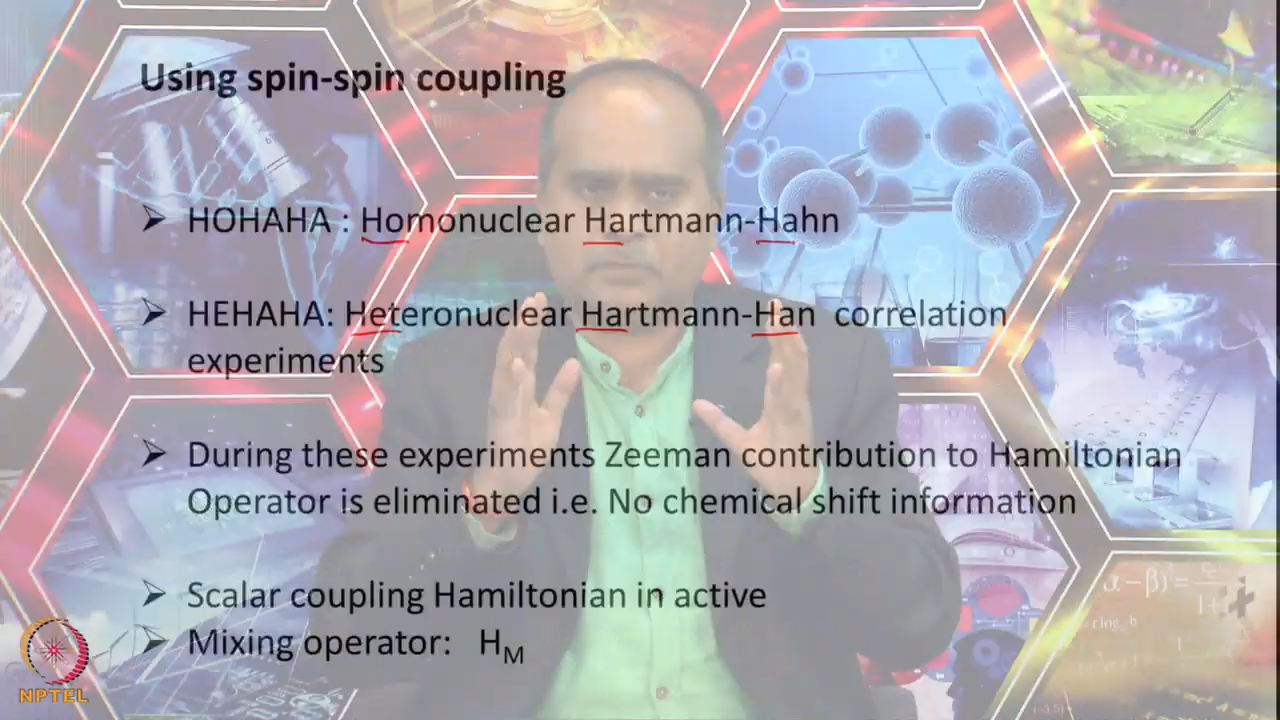 Using spin-spin coupling
➤ HOHAHA : Homonuclear Hartmann-Hahn
➤ HEHAHA: Heteronuclear Hartmann-Han correlation
experiments
➤ During these experiments Zeeman contribution to Hamiltonian
Operator is eliminated i.e. No chemical shift information
➤ Scalar coupling Hamiltonian in active
➤ Mixing operator: H_M
NPTEL